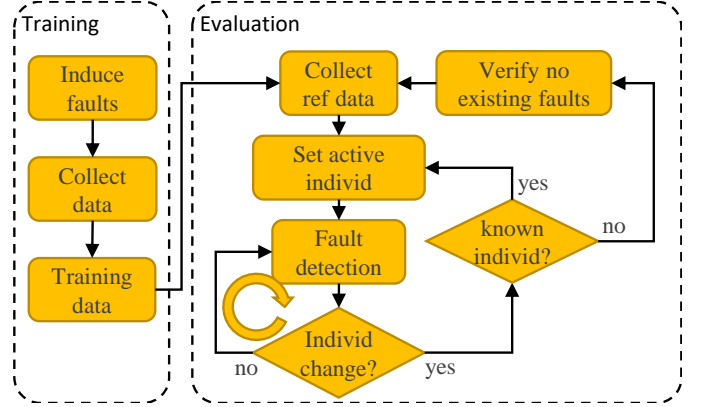 Training
Induce
faults
Collect
data
Training
data
Evaluation
Collect
ref data
Verify no
existing faults
Set active
individ
yes
known
individ?
no
Fault
detection
Individ
change?
no
yes